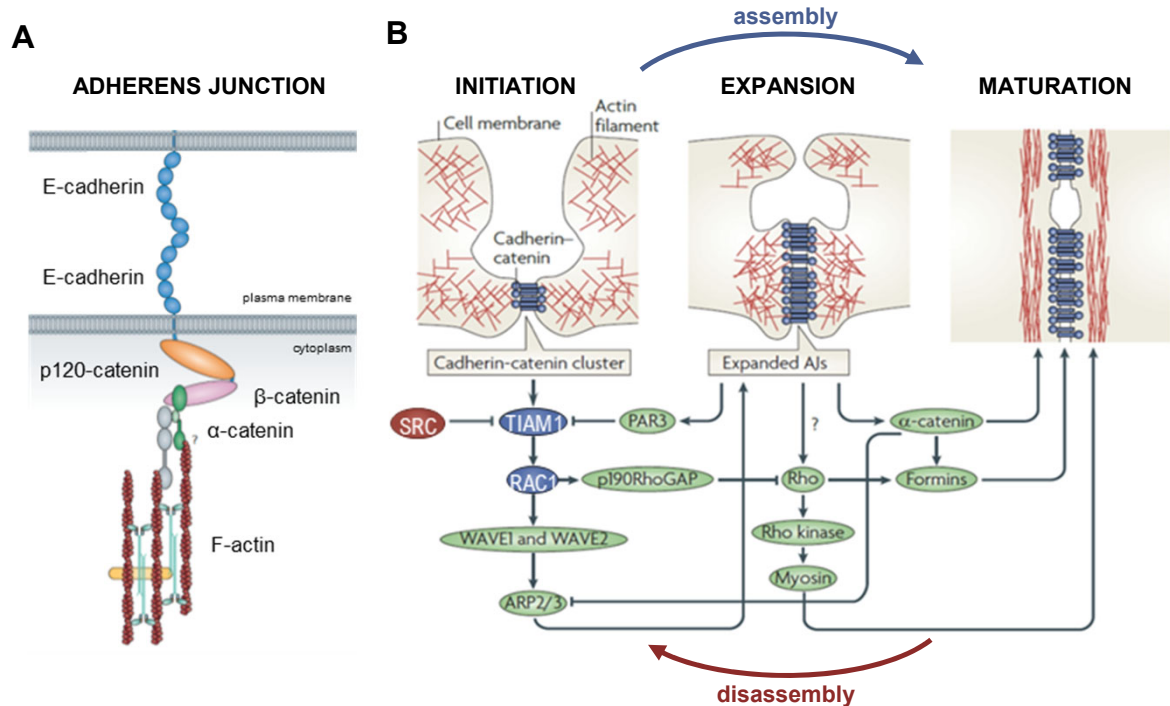 A
ADHERENS JUNCTION
E-cadherin
E-cadherin
plasma membrane
cytoplasm
p120-catenin
β-catenin
α-catenin
?
F-actin
B
assembly
INITIATION
EXPANSION
MATURATION
Cell membrane
Actin
filament
Cadherin–
catenin
Cadherin-catenin cluster
Expanded AJs
SRC
TIAM1
PAR3
?
α-catenin
RAC1
p190RhoGAP
Rho
Formins
WAVE1 and WAVE2
Rho kinase
Myosin
ARP2/3
disassembly